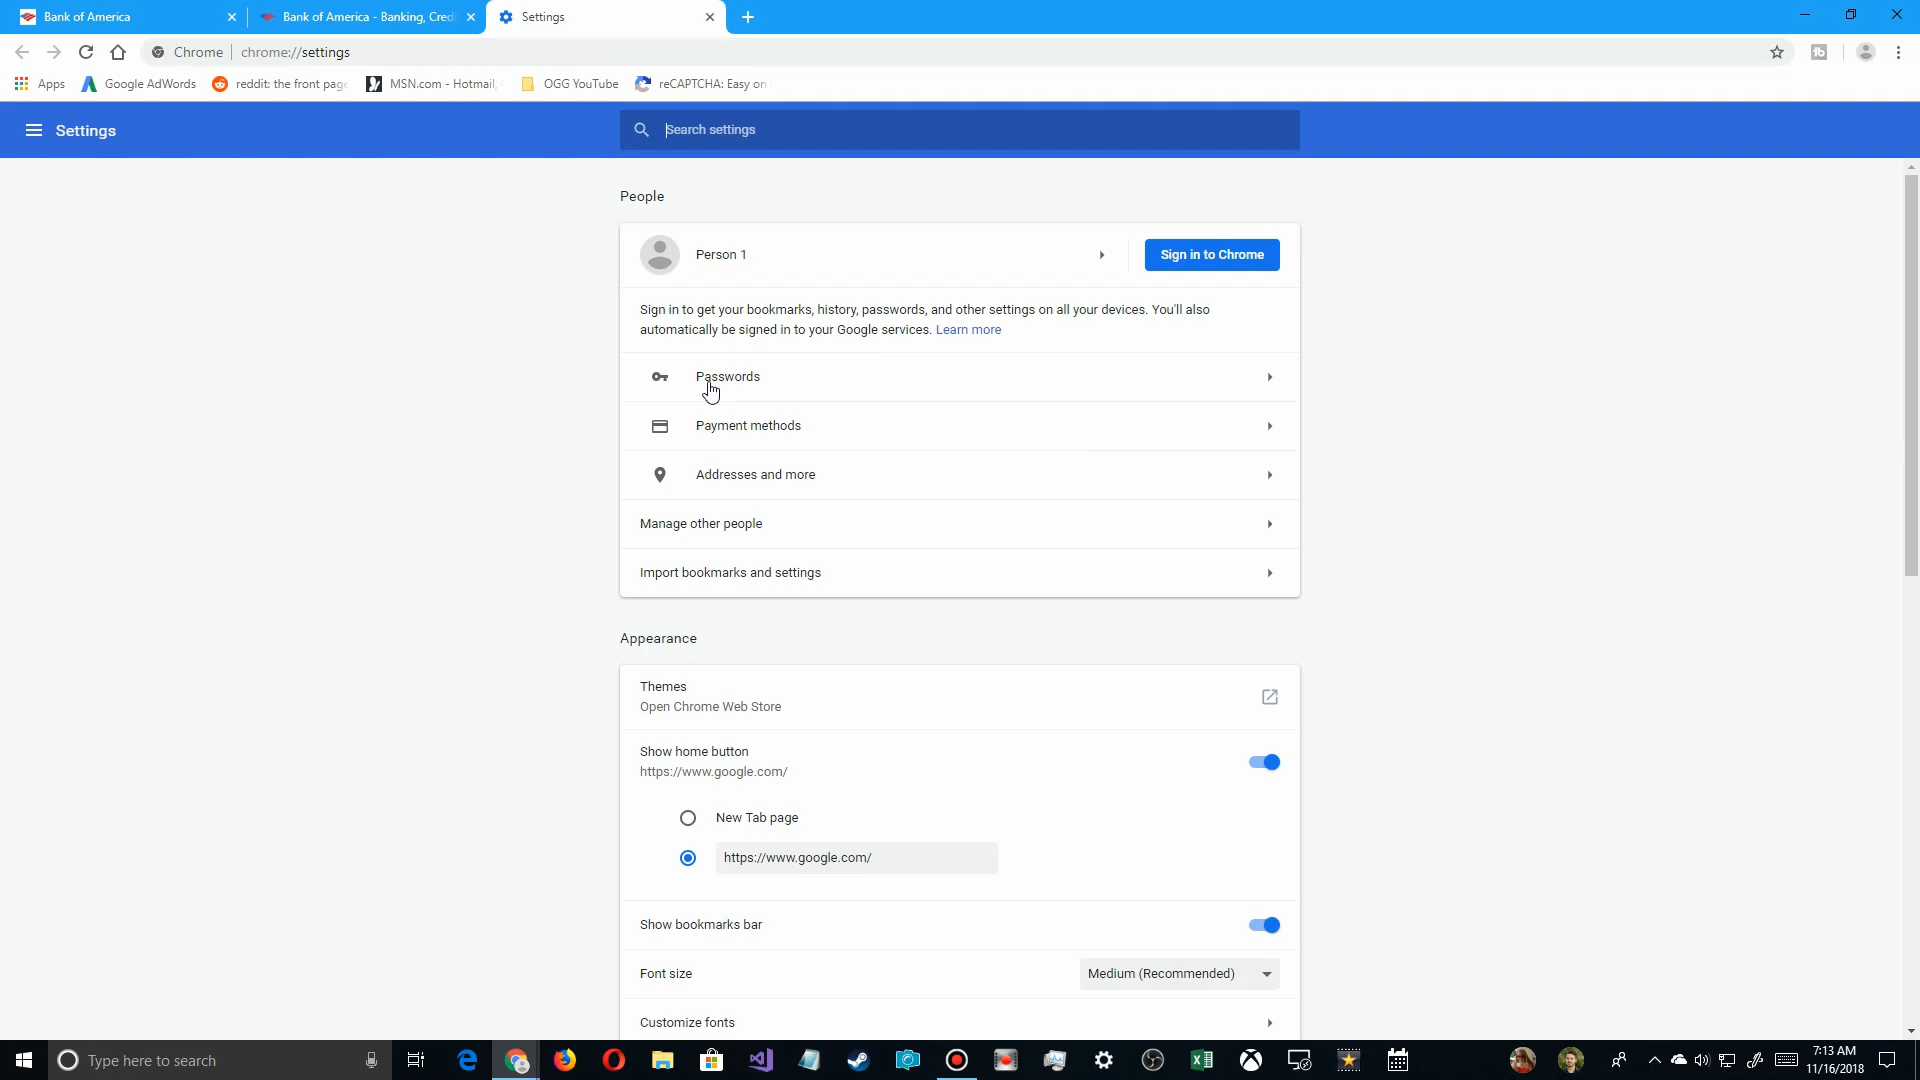 Bank of America
Bank of America - Banking, Cred
Settings
Chrome chrome://settings
Apps Google AdWords reddit: the front page MSN.com - Hotmail, OGG YouTube reCAPTCHA: Easy on
Settings
Search settings
People
Person 1
Sign in to Chrome
Sign in to get your bookmarks, history, passwords, and other settings on all your devices. You'll also
automatically be signed in to your Google services. Learn more
Passwords
Payment methods
Addresses and more
Manage other people
Import bookmarks and settings
Appearance
Themes
Open Chrome Web Store
Show home button
https://www.google.com/
New Tab page
https://www.google.com/
Show bookmarks bar
Font size
Medium (Recommended)
Customize fonts
Type here to search
7:13 AM
11/16/2018